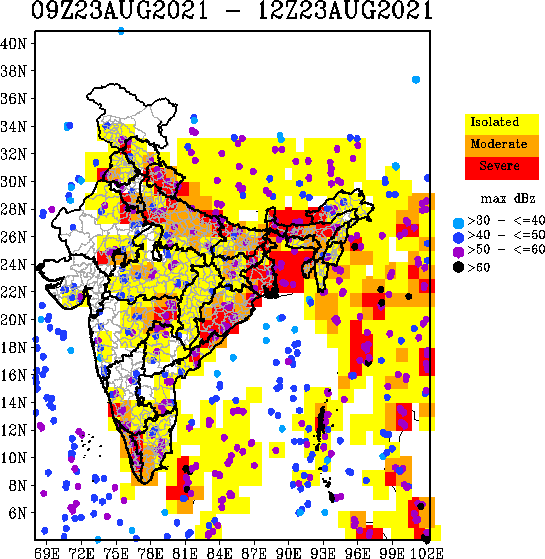 09Z23AUG2021 – 12Z23AUG2021
40N
38N
36N
34N
32N
30N
28N
26N
24N
22N
20N
18N
16N
14N
12N
10N
8N
6N
69E 72E 75E 78E 81E 84E 87E 90E 93E 96E 99E 102E
Isolated
Moderate
Severe
max dBz
>30 - <=40
>40 - <=50
>50 - <=60
>60